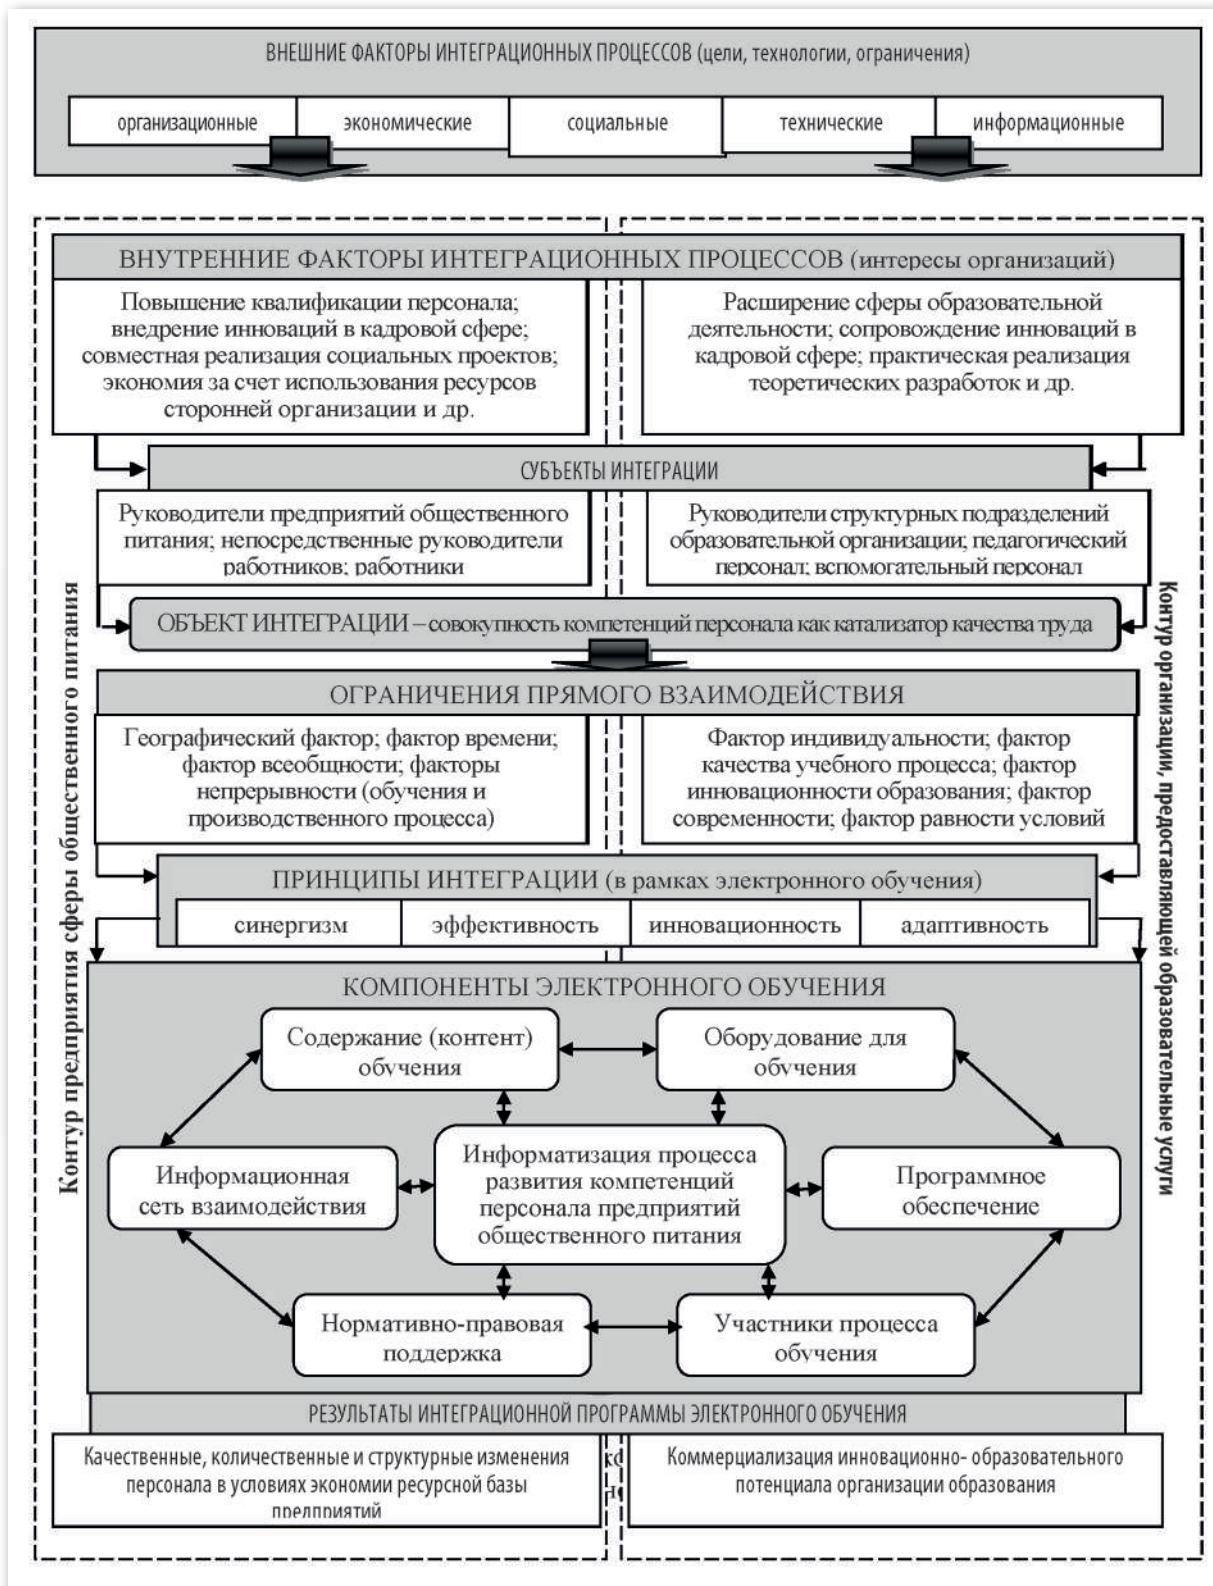 ВНЕШНИЕ ФАКТОРЫ ИНТЕГРАЦИОННЫХ ПРОЦЕССОВ (цели, технологии, ограничения)
организационные
экономические
социальные
технические
информационные
ВНУТРЕННИЕ ФАКТОРЫ ИНТЕГРАЦИОННЫХ ПРОЦЕССОВ (интересы организаций)
Повышение квалификации персонала;
внедрение инноваций в кадровой сфере;
совместная реализация социальных проектов;
экономия за счет использования ресурсов
сторонней организации и др.
Расширение сферы образовательной
деятельности; сопровождение инноваций в
кадровой сфере; практическая реализация
теоретических разработок и др.
СУБЪЕКТЫ ИНТЕГРАЦИИ
Руководители предприятий общественного
питания; непосредственные руководители
работников; работники
Руководители структурных подразделений
образовательной организации; педагогический
персонал; вспомогательный персонал
ОБЪЕКТ ИНТЕГРАЦИИ – совокупность компетенций персонала как катализатор качества труда
ОГРАНИЧЕНИЯ ПРЯМОГО ВЗАИМОДЕЙСТВИЯ
Географический фактор; фактор времени;
фактор всеобщности; факторы
непрерывности (обучения и
производственного процесса)
Фактор индивидуальности; фактор
качества учебного процесса; фактор
инновационности образования; фактор
современности; фактор равности условий
ПРИНЦИПЫ ИНТЕГРАЦИИ (в рамках электронного обучения)
синергизм
эффективность
инновационность
адаптивность
КОМПОНЕНТЫ ЭЛЕКТРОННОГО ОБУЧЕНИЯ
Содержание (контент)
обучения
Оборудование для
обучения
Информационная
сеть взаимодействия
Информатизация процесса
развития компетенций
персонала предприятий
общественного питания
Программное
обеспечение
Нормативно-правовая
поддержка
Участники процесса
обучения
РЕЗУЛЬТАТЫ ИНТЕГРАЦИОННОЙ ПРОГРАММЫ ЭЛЕКТРОННОГО ОБУЧЕНИЯ
Качественные, количественные и структурные изменения
персонала в условиях экономии ресурсной базы
предприятий
Коммерциализация инновационно- образовательного
потенциала организации образования
Контур предприятия сферы общественного питания
Контур организации, предоставляющей образовательные услуги